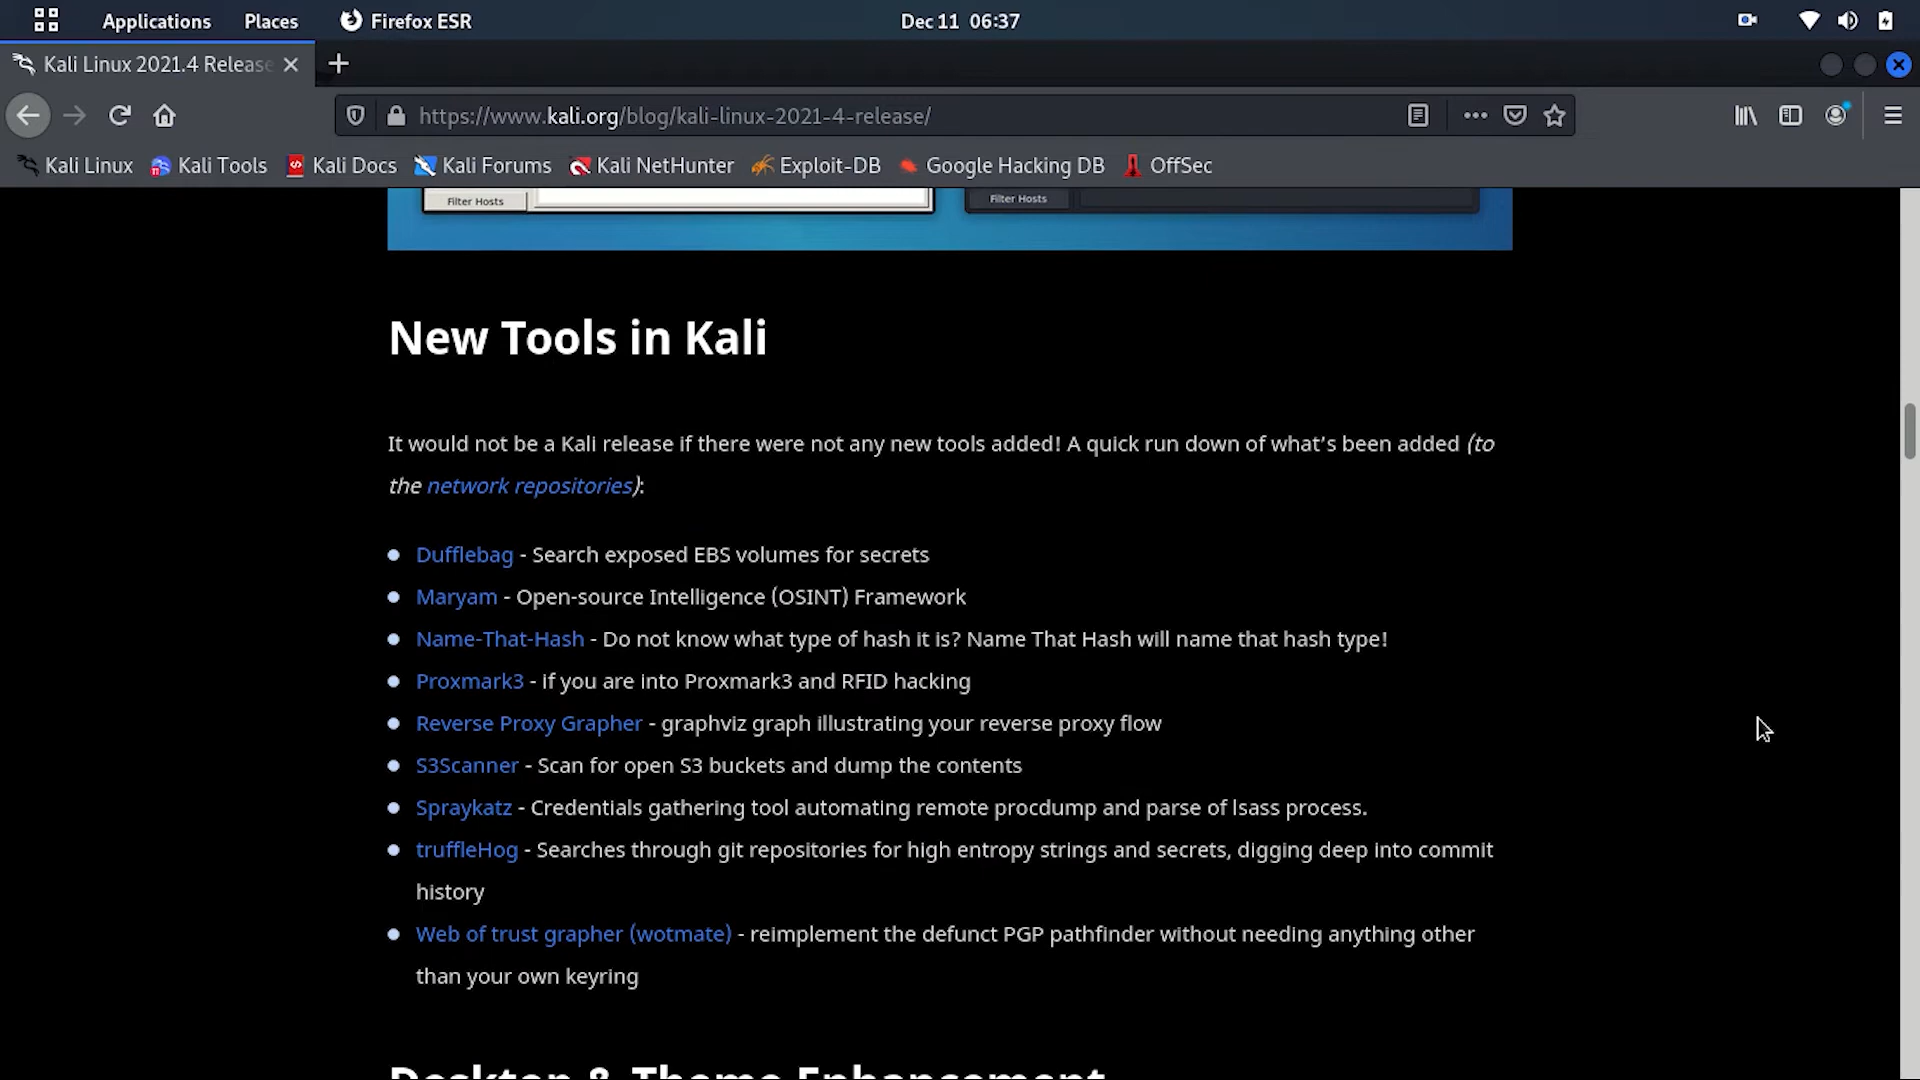 Applications Places Firefox ESR Dec 11 06:37
Kali Linux 2021.4 Release
https://www.kali.org/blog/kali-linux-2021-4-release/
Kali Linux Kali Tools Kali Docs Kali Forums Kali NetHunter Exploit-DB Google Hacking DB OffSec
Filter Hosts Filter Hosts
New Tools in Kali
It would not be a Kali release if there were not any new tools added! A quick run down of what's been added (to
the network repositories):
Dufflebag - Search exposed EBS volumes for secrets
Maryam - Open-source Intelligence (OSINT) Framework
Name-That-Hash - Do not know what type of hash it is? Name That Hash will name that hash type!
Proxmark3 - if you are into Proxmark3 and RFID hacking
Reverse Proxy Grapher - graphviz graph illustrating your reverse proxy flow
S3Scanner - Scan for open S3 buckets and dump the contents
Spraykatz - Credentials gathering tool automating remote procdump and parse of lsass process.
truffleHog - Searches through git repositories for high entropy strings and secrets, digging deep into commit
history
Web of trust grapher (wotmate) - reimplement the defunct PGP pathfinder without needing anything other
than your own keyring
Desktop & Theme Enhancement